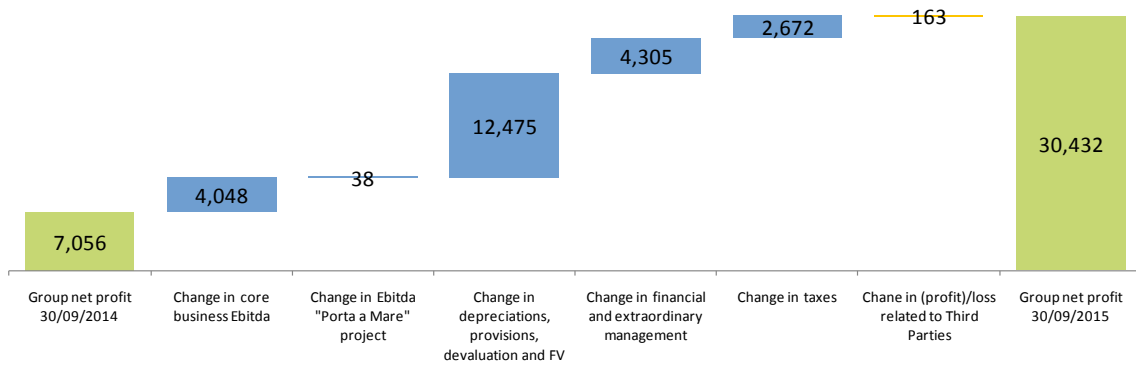 163
2,672
4,305
12,475
30,432
4,048
38
7,056
Group net profit
30/09/2014
Change in core
business Ebitda
Change in Ebitda
"Porta a Mare"
project
Change in
depreciations,
provisions,
devaluation and FV
Change in financial
and extraordinary
management
Change in taxes
Chane in (profit)/loss
related to Third
Parties
Group net profit
30/09/2015